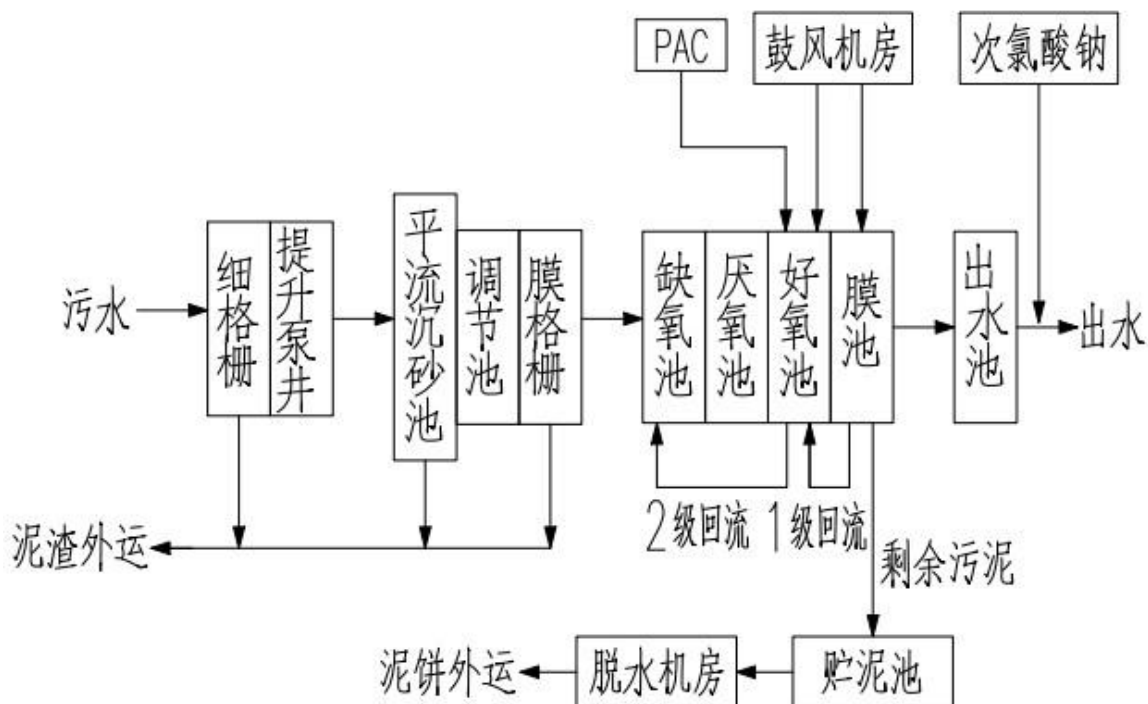 PAC
鼓风机房
次氯酸钠
污水
细格栅
提升泵井
平流沉砂池
调节池
膜格栅
缺氧池
厌氧池
好氧池
膜池
出水池
出水
2级回流
1级回流
泥渣外运
剩余污泥
泥饼外运
脱水机房
贮泥池